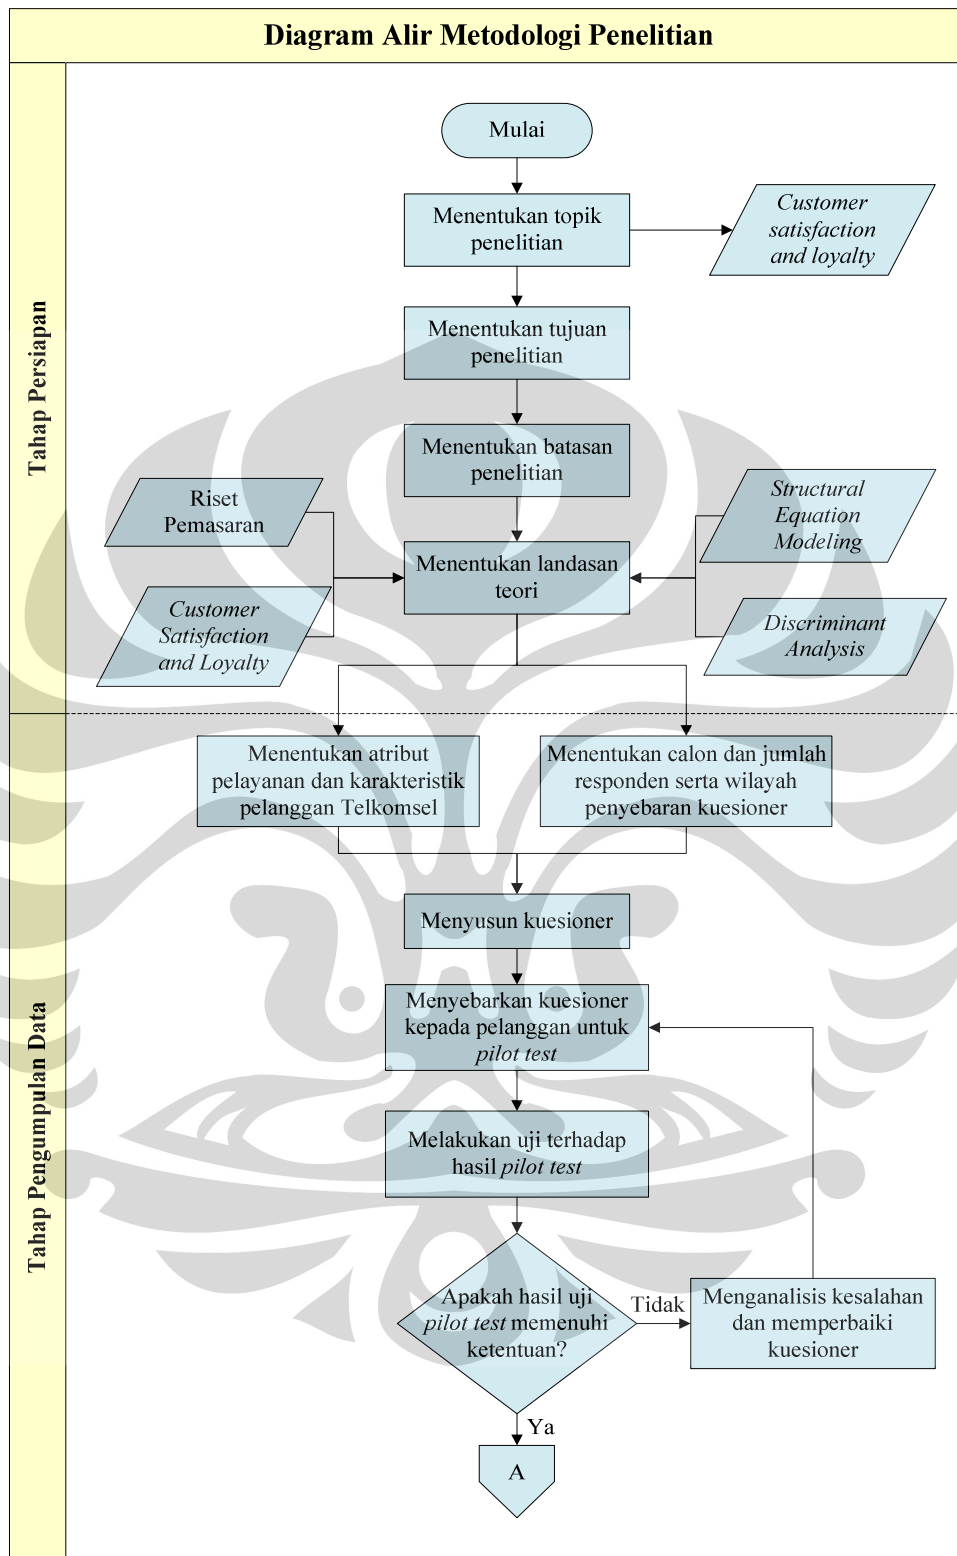 Diagram Alir Metodologi Penelitian
Tahap Persiapan
Mulai
Menentukan topik
penelitian
Customer
satisfaction
and loyalty
Menentukan tujuan
penelitian
Menentukan batasan
penelitian
Riset
Pemasaran
Structural
Equation
Modeling
Menentukan landasan
teori
Customer
Satisfaction
and Loyalty
Discriminant
Analysis
Tahap Pengumpulan Data
Menentukan atribut
pelayanan dan karakteristik
pelanggan Telkomsel
Menentukan calon dan jumlah
responden serta wilayah
penyebaran kuesioner
Menyusun kuesioner
Menyebarkan kuesioner
kepada pelanggan untuk
pilot test
Melakukan uji terhadap
hasil pilot test
Apakah hasil uji
pilot test memenuhi
ketentuan?
Tidak
Menganalisis kesalahan
dan memperbaiki
kuesioner
Ya
A